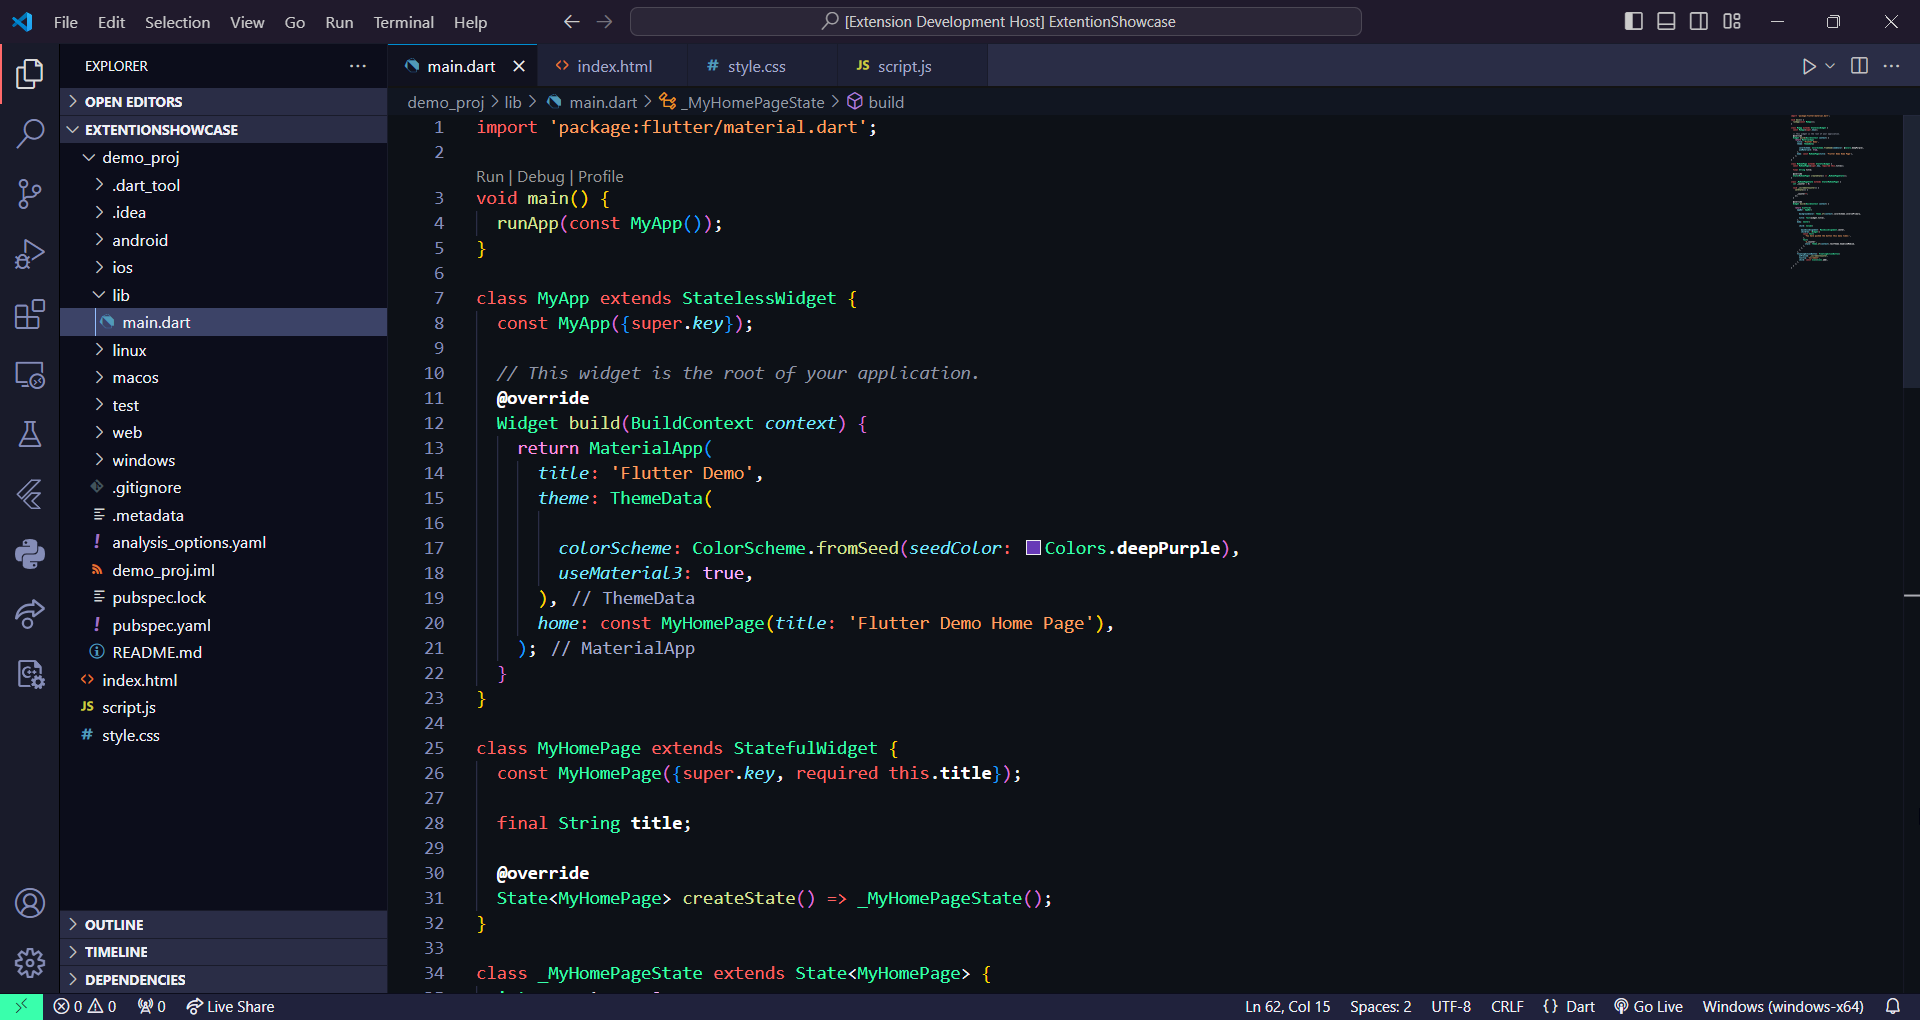 File Edit Selection View Go Run Terminal Help
[Extension Development Host] ExtentionShowcase
EXPLORER
OPEN EDITORS
EXTENTIONSHOWCASE
demo_proj
.dart_tool
.idea
android
ios
lib
main.dart
linux
macos
test
web
windows
.gitignore
.metadata
! analysis_options.yaml
demo_proj.iml
pubspec.lock
! pubspec.yaml
README.md
<> index.html
JS script.js
# style.css
OUTLINE
TIMELINE
DEPENDENCIES
main.dart <> index.html # style.css JS script.js
demo_proj > lib > main.dart > _MyHomePageState > build
1 import 'package:flutter/material.dart';
2
Run | Debug | Profile
3 void main() {
4 runApp(const MyApp());
5 }
6
7 class MyApp extends StatelessWidget {
8 const MyApp({super.key});
9
10 // This widget is the root of your application.
11 @override
12 Widget build(BuildContext context) {
13 return MaterialApp(
14 title: 'Flutter Demo',
15 theme: ThemeData(
16
17 colorScheme: ColorScheme.fromSeed(seedColor: Colors.deepPurple),
18 useMaterial3: true,
19 ), // ThemeData
20 home: const MyHomePage(title: 'Flutter Demo Home Page'),
21 ); // MaterialApp
22 }
23 }
24
25 class MyHomePage extends StatefulWidget {
26 const MyHomePage({super.key, required this.title});
27
28 final String title;
29
30 @override
31 State<MyHomePage> createState() => _MyHomePageState();
32 }
33
34 class _MyHomePageState extends State<MyHomePage> {
0 0 0 Live Share Ln 62, Col 15 Spaces: 2 UTF-8 CRLF {} Dart Go Live Windows (windows-x64)